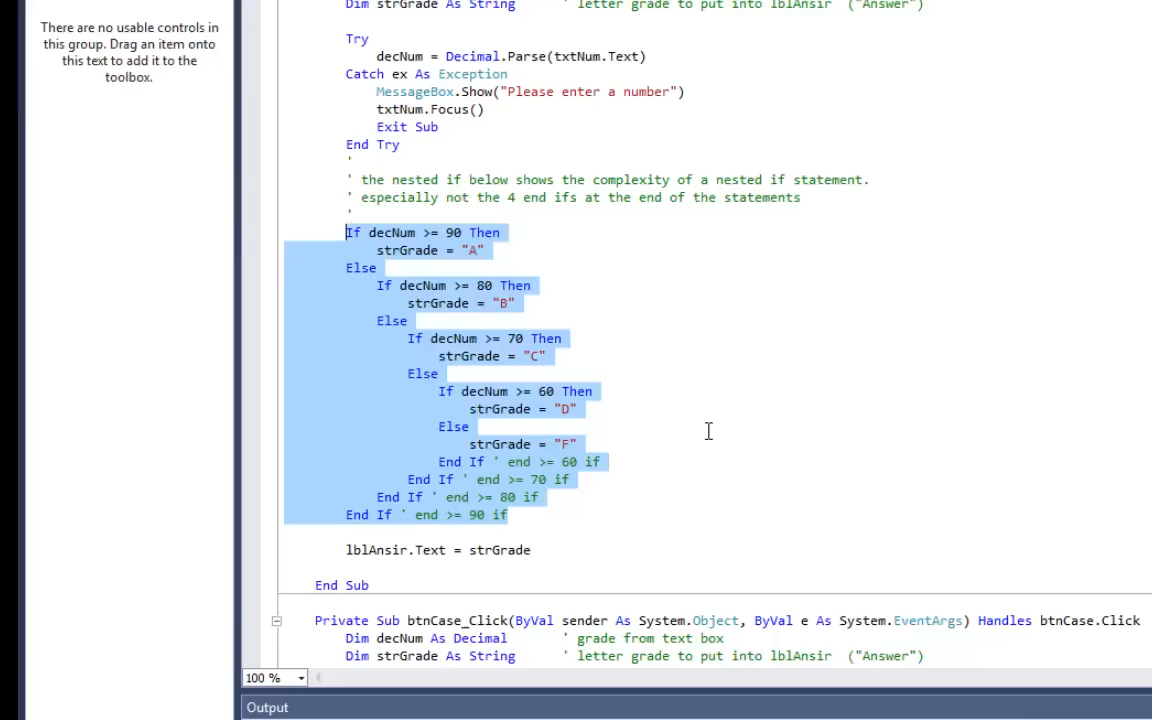 There are no usable controls in
this group. Drag an item onto
this text to add it to the
toolbox.
Dim strGrade As String ' letter grade to put into lblAnsir ("Answer")
Try
decNum = Decimal.Parse(txtNum.Text)
Catch ex As Exception
MessageBox.Show("Please enter a number")
txtNum.Focus()
Exit Sub
End Try
'
' the nested if below shows the complexity of a nested if statement.
' especially not the 4 end ifs at the end of the statements
'
If decNum >= 90 Then
strGrade = "A"
Else
If decNum >= 80 Then
strGrade = "B"
Else
If decNum >= 70 Then
strGrade = "C"
Else
If decNum >= 60 Then
strGrade = "D"
Else
strGrade = "F"
End If ' end >= 60 if
End If ' end >= 70 if
End If ' end >= 80 if
End If ' end >= 90 if
lblAnsir.Text = strGrade
End Sub
Private Sub btnCase_Click(ByVal sender As System.Object, ByVal e As System.EventArgs) Handles btnCase.Click
Dim decNum As Decimal ' grade from text box
Dim strGrade As String ' letter grade to put into lblAnsir ("Answer")
100 %
Output